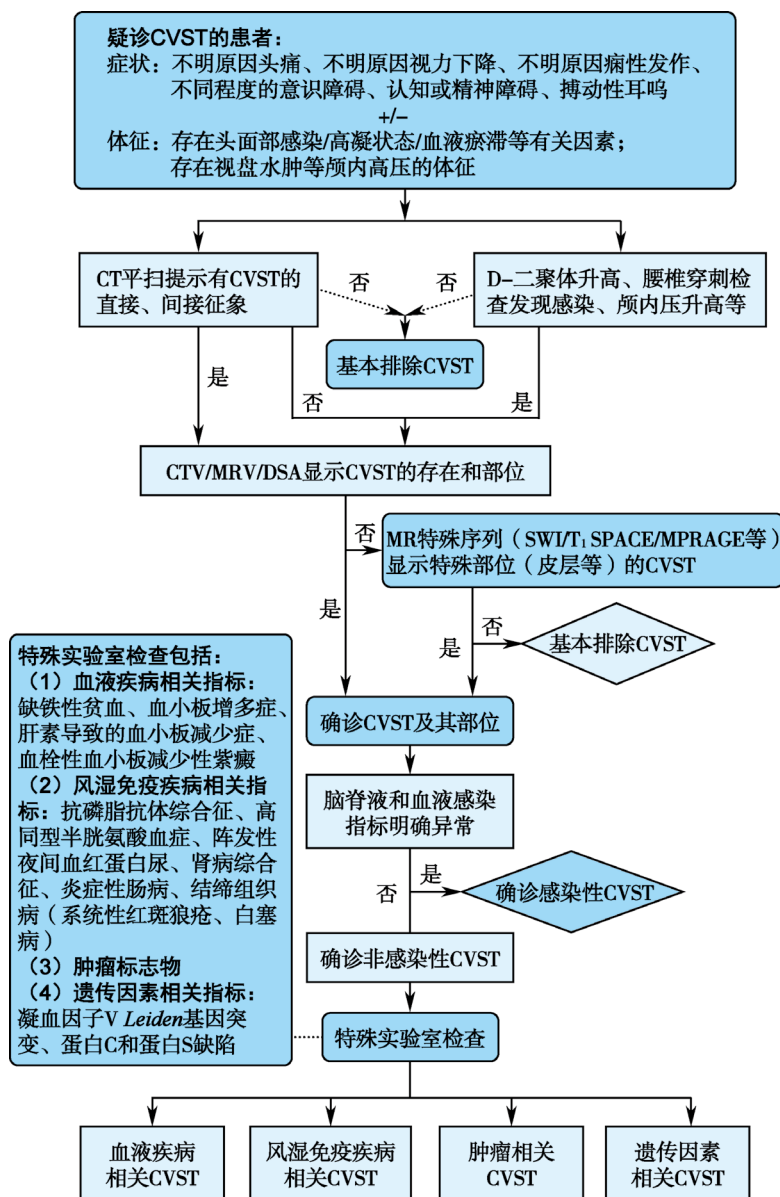 疑诊CVST的患者：
症状：不明原因头痛、不明原因视力下降、不明原因痫性发作、
不同程度的意识障碍、认知或精神障碍、搏动性耳鸣
+/−
体征：存在头面部感染/高凝状态/血液瘀滞等有关因素；
存在视盘水肿等颅内高压的体征
CT平扫提示有CVST的
直接、间接征象
否
否
D-二聚体升高、腰椎穿刺检
查发现感染、颅内压升高等
基本排除CVST
是
否
是
CTV/MRV/DSA显示CVST的存在和部位
否
MR特殊序列（SWI/T₁ SPACE/MPRAGE等）
显示特殊部位（皮层等）的CVST
是
是
否
基本排除CVST
确诊CVST及其部位
脑脊液和血液感染
指标明确异常
否
是
确诊感染性CVST
确诊非感染性CVST
特殊实验室检查
特殊实验室检查包括：
（1）血液疾病相关指标：
缺铁性贫血、血小板增多症、
肝素导致的血小板减少症、
血栓性血小板减少性紫癜
（2）风湿免疫疾病相关指
标：抗磷脂抗体综合征、高
同型半胱氨酸血症、阵发性
夜间血红蛋白尿、肾病综合
征、炎症性肠病、结缔组织
病（系统性红斑狼疮、白塞
病）
（3）肿瘤标志物
（4）遗传因素相关指标：
凝血因子V Leiden基因突
变、蛋白C和蛋白S缺陷
血液疾病
相关CVST
风湿免疫疾病
相关CVST
肿瘤相关
CVST
遗传因素
相关CVST